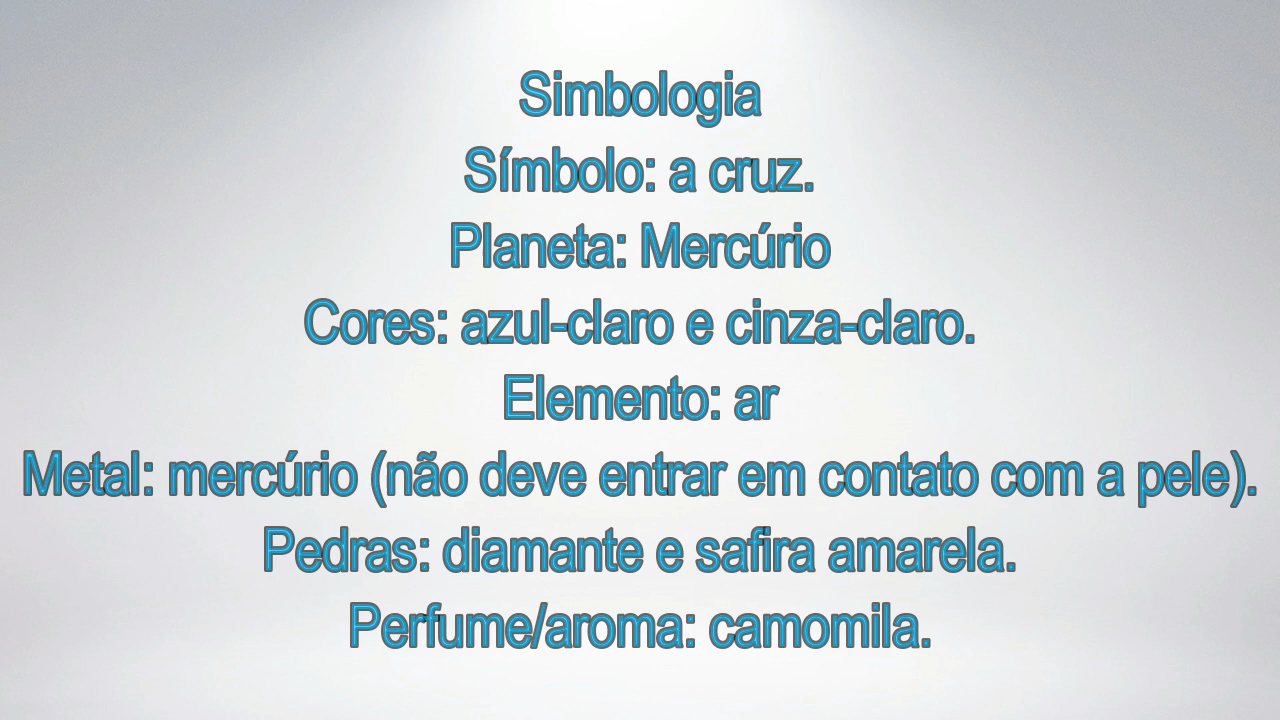 Simbologia
Símbolo: a cruz.
Planeta: Mercúrio
Cores: azul-claro e cinza-claro.
Elemento: ar
Metal: mercúrio (não deve entrar em contato com a pele).
Pedras: diamante e safira amarela.
Perfume/aroma: camomila.